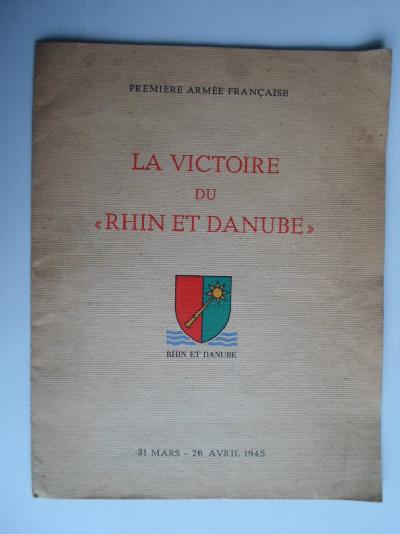 PREMIÈRE ARMÉE FRANÇAISE
LA VICTOIRE
DU
« RHIN ET DANUBE »
RHIN ET DANUBE
31 MARS - 26 AVRIL 1945